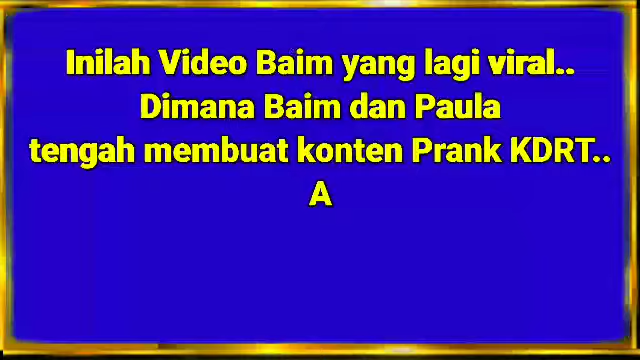 Inilah Video Baim yang lagi viral..
Dimana Baim dan Paula
tengah membuat konten Prank KDRT..
A